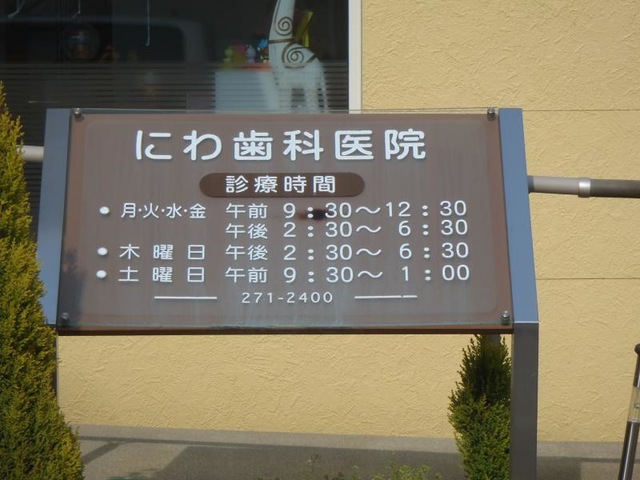 にわ歯科医院
診療時間
● 月・火・水・金 午前 9:30～12:30
午後 2:30～ 6:30
● 木曜日 午後 2:30～ 6:30
● 土曜日 午前 9:30～ 1:00
271-2400